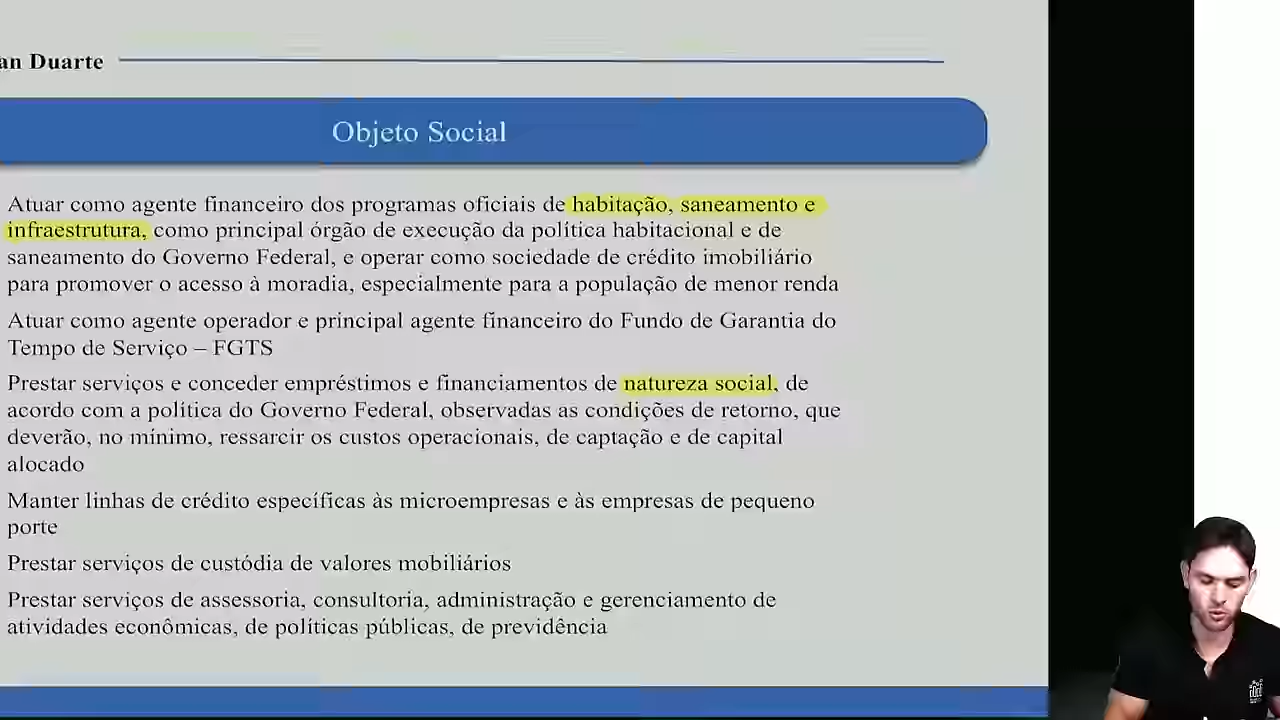 an Duarte
Objeto Social
Atuar como agente financeiro dos programas oficiais de habitação, saneamento e
infraestrutura, como principal órgão de execução da política habitacional e de
saneamento do Governo Federal, e operar como sociedade de crédito imobiliário
para promover o acesso à moradia, especialmente para a população de menor renda
Atuar como agente operador e principal agente financeiro do Fundo de Garantia do
Tempo de Serviço – FGTS
Prestar serviços e conceder empréstimos e financiamentos de natureza social, de
acordo com a política do Governo Federal, observadas as condições de retorno, que
deverão, no mínimo, ressarcir os custos operacionais, de captação e de capital
alocado
Manter linhas de crédito específicas às microempresas e às empresas de pequeno
porte
Prestar serviços de custódia de valores mobiliários
Prestar serviços de assessoria, consultoria, administração e gerenciamento de
atividades econômicas, de políticas públicas, de previdência